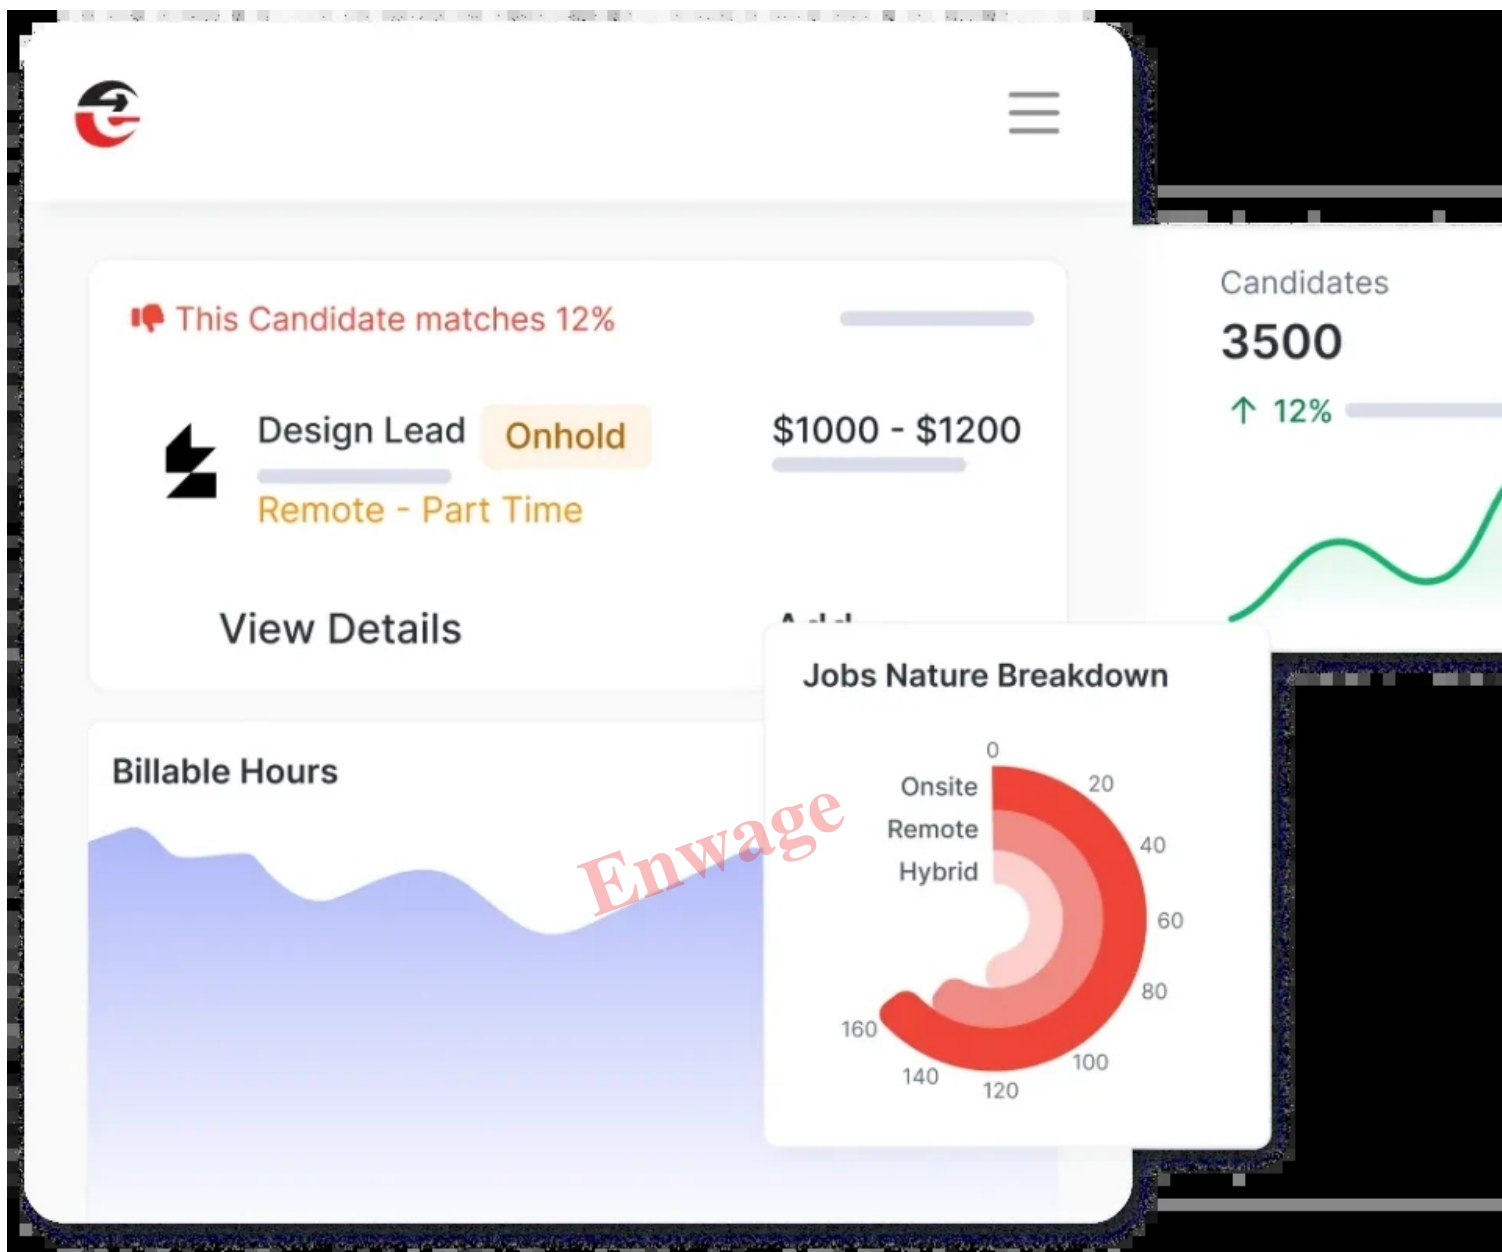 This Candidate matches 12%
Design Lead
Onhold
$1000 - $1200
Remote - Part Time
View Details
Add
Candidates
3500
12%
Billable Hours
Enwage
Jobs Nature Breakdown
0
Onsite
20
Remote
40
Hybrid
60
80
160
100
140
120